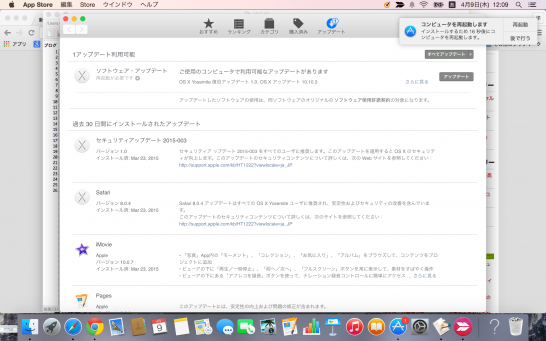 App Store 編集 Store ウインドウ ヘルプ
4月9日(木) 12:09
コンピュータを再起動します
インストールするため 16 秒後にコンピュータを再起動します。
再起動
後で行う
おすすめ
ランキング
カテゴリ
購入済み
アップデート
アプリ
ブログ
1アップデート利用可能
すべてアップデート
ソフトウェア・アップデート
再起動が必要です
ご使用のコンピュータで利用可能なアップデートがあります
OS X Yosemite 復旧アップデート 1.0、OS X アップデート 10.10.3
さらに見る
アップデート
アップデートしたソフトウェアの使用は、同ソフトウェアのオリジナルのソフトウェア使用許諾契約の対象になります。
過去 30 日間にインストールされたアップデート
セキュリティアップデート 2015-003
バージョン 1.0
インストール済: Mar 23, 2015
セキュリティ アップデート 2015-003 をすべてのユーザに推奨します。このアップデートを適用すると OS X のセキュリティが向上します。このアップデートのセキュリティコンテンツについて詳しくは、次の Web サイトを参照してください:
http://support.apple.com/kb/HT1222?viewlocale=ja_JP
Safari
バージョン 8.0.4
インストール済: Mar 23, 2015
Safari 8.0.4 アップデートはすべての OS X Yosemite ユーザに推奨され、安定性およびセキュリティの改善を含んでいます。
このアップデートのセキュリティコンテンツについて詳しくは、次のサイトを参照してください:
http://support.apple.com/kb/HT1222?viewlocale=ja_JP
iMovie
Apple
バージョン 10.0.7
インストール済: Mar 23, 2015
・「写真」App内の「モーメント」、「コレクション」、「お気に入り」、「アルバム」をブラウズして、コンテンツをプロジェクトに追加
・ビューアの下に「再生／一時停止」、「前へ／次へ」、「フルスクリーン」ボタンを常に表示して、素材をすばやく操作
・ビューアの下にある「アフレコを録音」ボタンを使って、ナレーション録音コントロールに簡単にアクセス
... さらに見る
Pages
Apple
このアップデートには、安定性の向上および問題の修正が含まれます。